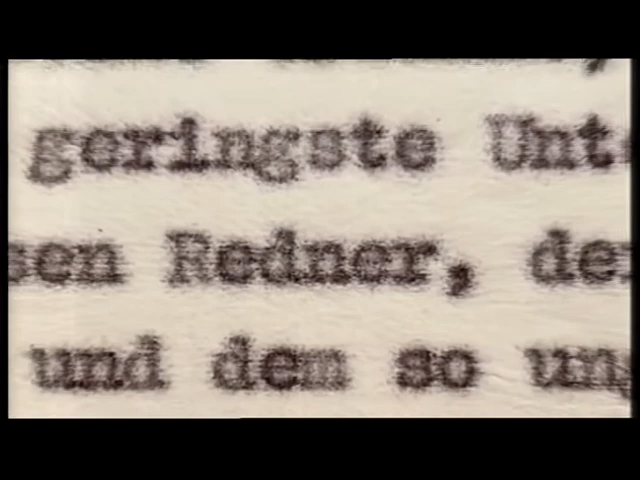 geringste Unt
sen Redner, de
und dem so un